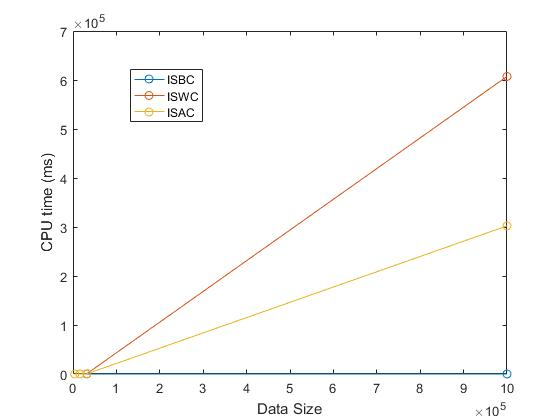 ×10^5
7
6
5
4
3
2
1
0
CPU time (ms)
ISBC
ISWC
ISAC
0 1 2 3 4 5 6 7 8 9 10
Data Size
×10^5